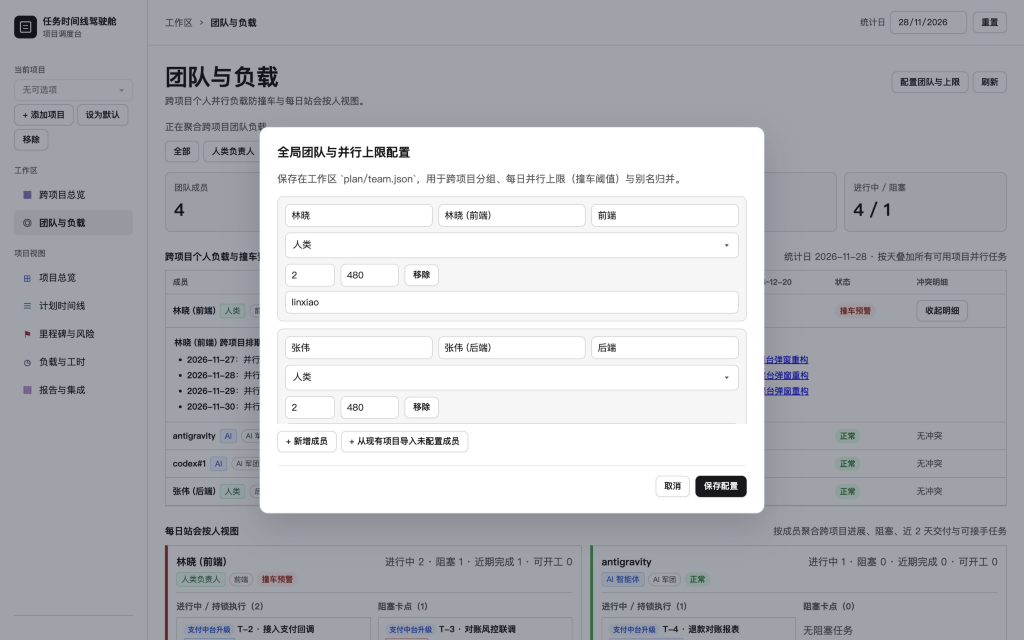 任务时间线驾驶舱
项目调度台
当前项目
无可选项
+ 添加项目
设为默认
移除
工作区
跨项目总览
团队与负载
项目视图
项目总览
计划时间线
里程碑与风险
负载与工时
报告与集成
工作区 › 团队与负载
统计日 28/11/2026 重置
团队与负载
跨项目个人并行负载防撞车与每日站会按人视图。
配置团队与上限 刷新
正在聚合跨项目团队负载
全部 人类负责人
团队成员
4
进行中 / 阻塞
4 / 1
跨项目个人负载与撞车
统计日 2026-11-28 · 按天叠加所有可用项目并行任务
成员 -12-20 状态 冲突明细
林晓 (前端) 人类 撞车预警 收起明细
林晓 (前端) 跨项目排
2026-11-27: 并行
台弹窗重构
2026-11-28: 并行
台弹窗重构
2026-11-29: 并行
台弹窗重构
2026-11-30: 并行
antigravity AI AI 军 正常 无冲突
codex#1 AI AI 军团 正常 无冲突
张伟 (后端) 人类 正常 无冲突
全局团队与并行上限配置
保存在工作区 `plan/team.json`，用于跨项目分组、每日并行上限（撞车阈值）与别名归并。
林晓 林晓 (前端) 前端
人类
2 480 移除
linxiao
张伟 张伟 (后端) 后端
人类
2 480 移除
+ 新增成员 + 从现有项目导入未配置成员
取消 保存配置
每日站会按人视图
按成员聚合跨项目进展、阻塞、近 2 天交付与可接手任务
林晓 (前端) 进行中 2 · 阻塞 1 · 近期完成 1 · 可开工 0
人类负责人 前端 撞车预警
进行中 / 持锁执行（2） 阻塞卡点（1）
支付中台升级 T-2 · 接入支付回调
支付中台升级 T-3 · 对账风控联调
antigravity 进行中 1 · 阻塞 0 · 近期完成 0 · 可开工 0
AI 智能体 AI 军团 正常
进行中 / 持锁执行（1） 阻塞卡点（0）
支付中台升级 T-4 · 退款对账报表
无阻塞任务